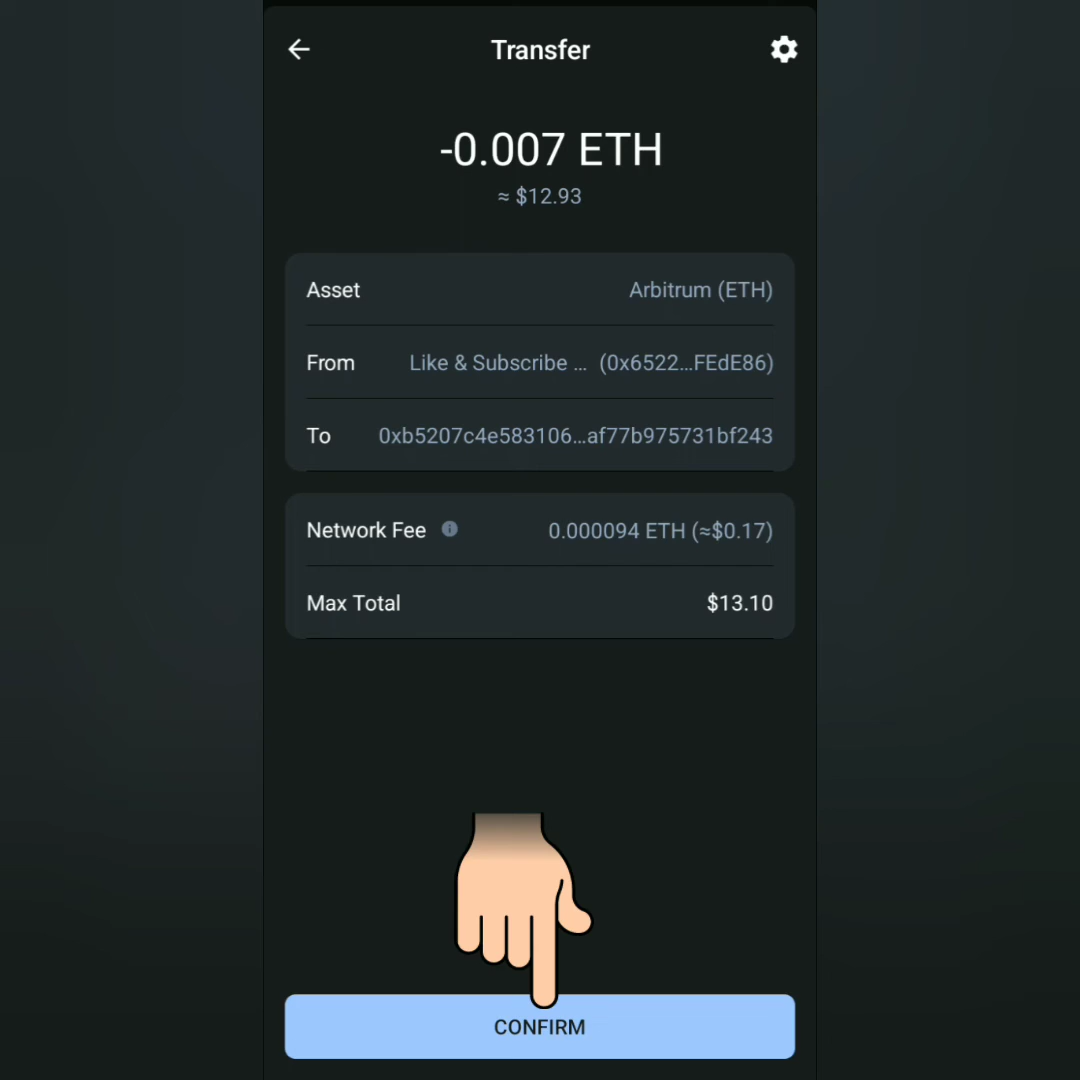 Transfer
-0.007 ETH
≈ $12.93
Asset Arbitrum (ETH)
From Like & Subscribe ... (0x6522...FEdE86)
To 0xb5207c4e583106...af77b975731bf243
Network Fee 0.000094 ETH (≈$0.17)
Max Total $13.10
CONFIRM